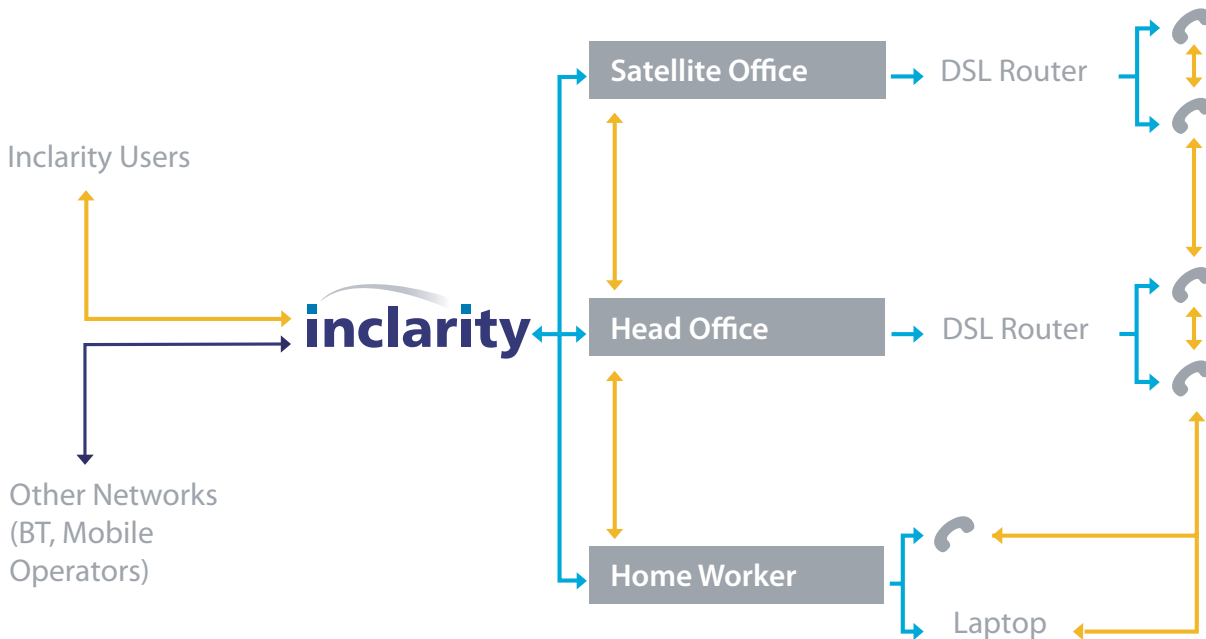 Satellite Office
DSL Router
Inclarity Users
inclarity
Head Office
DSL Router
Other Networks
(BT, Mobile
Operators)
Home Worker
Laptop